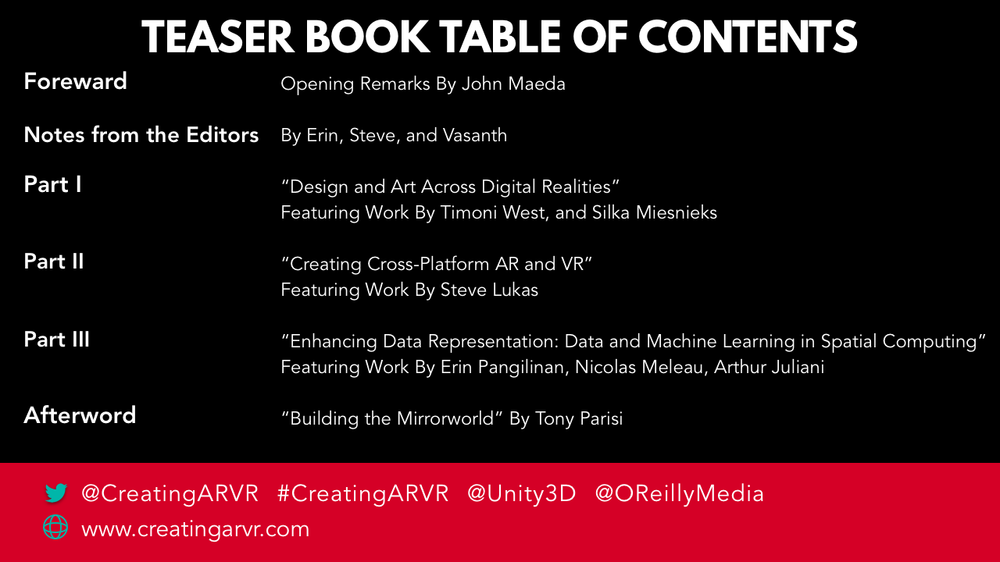 TEASER BOOK TABLE OF CONTENTS
Foreward
Opening Remarks By John Maeda
Notes from the Editors
By Erin, Steve, and Vasanth
Part I
“Design and Art Across Digital Realities”
Featuring Work By Timoni West, and Silka Miesnieks
Part II
“Creating Cross-Platform AR and VR”
Featuring Work By Steve Lukas
Part III
“Enhancing Data Representation: Data and Machine Learning in Spatial Computing”
Featuring Work By Erin Pangilinan, Nicolas Meleau, Arthur Juliani
Afterword
“Building the Mirrorworld” By Tony Parisi
@CreatingARVR #CreatingARVR @Unity3D @OReillyMedia
www.creatingarvr.com